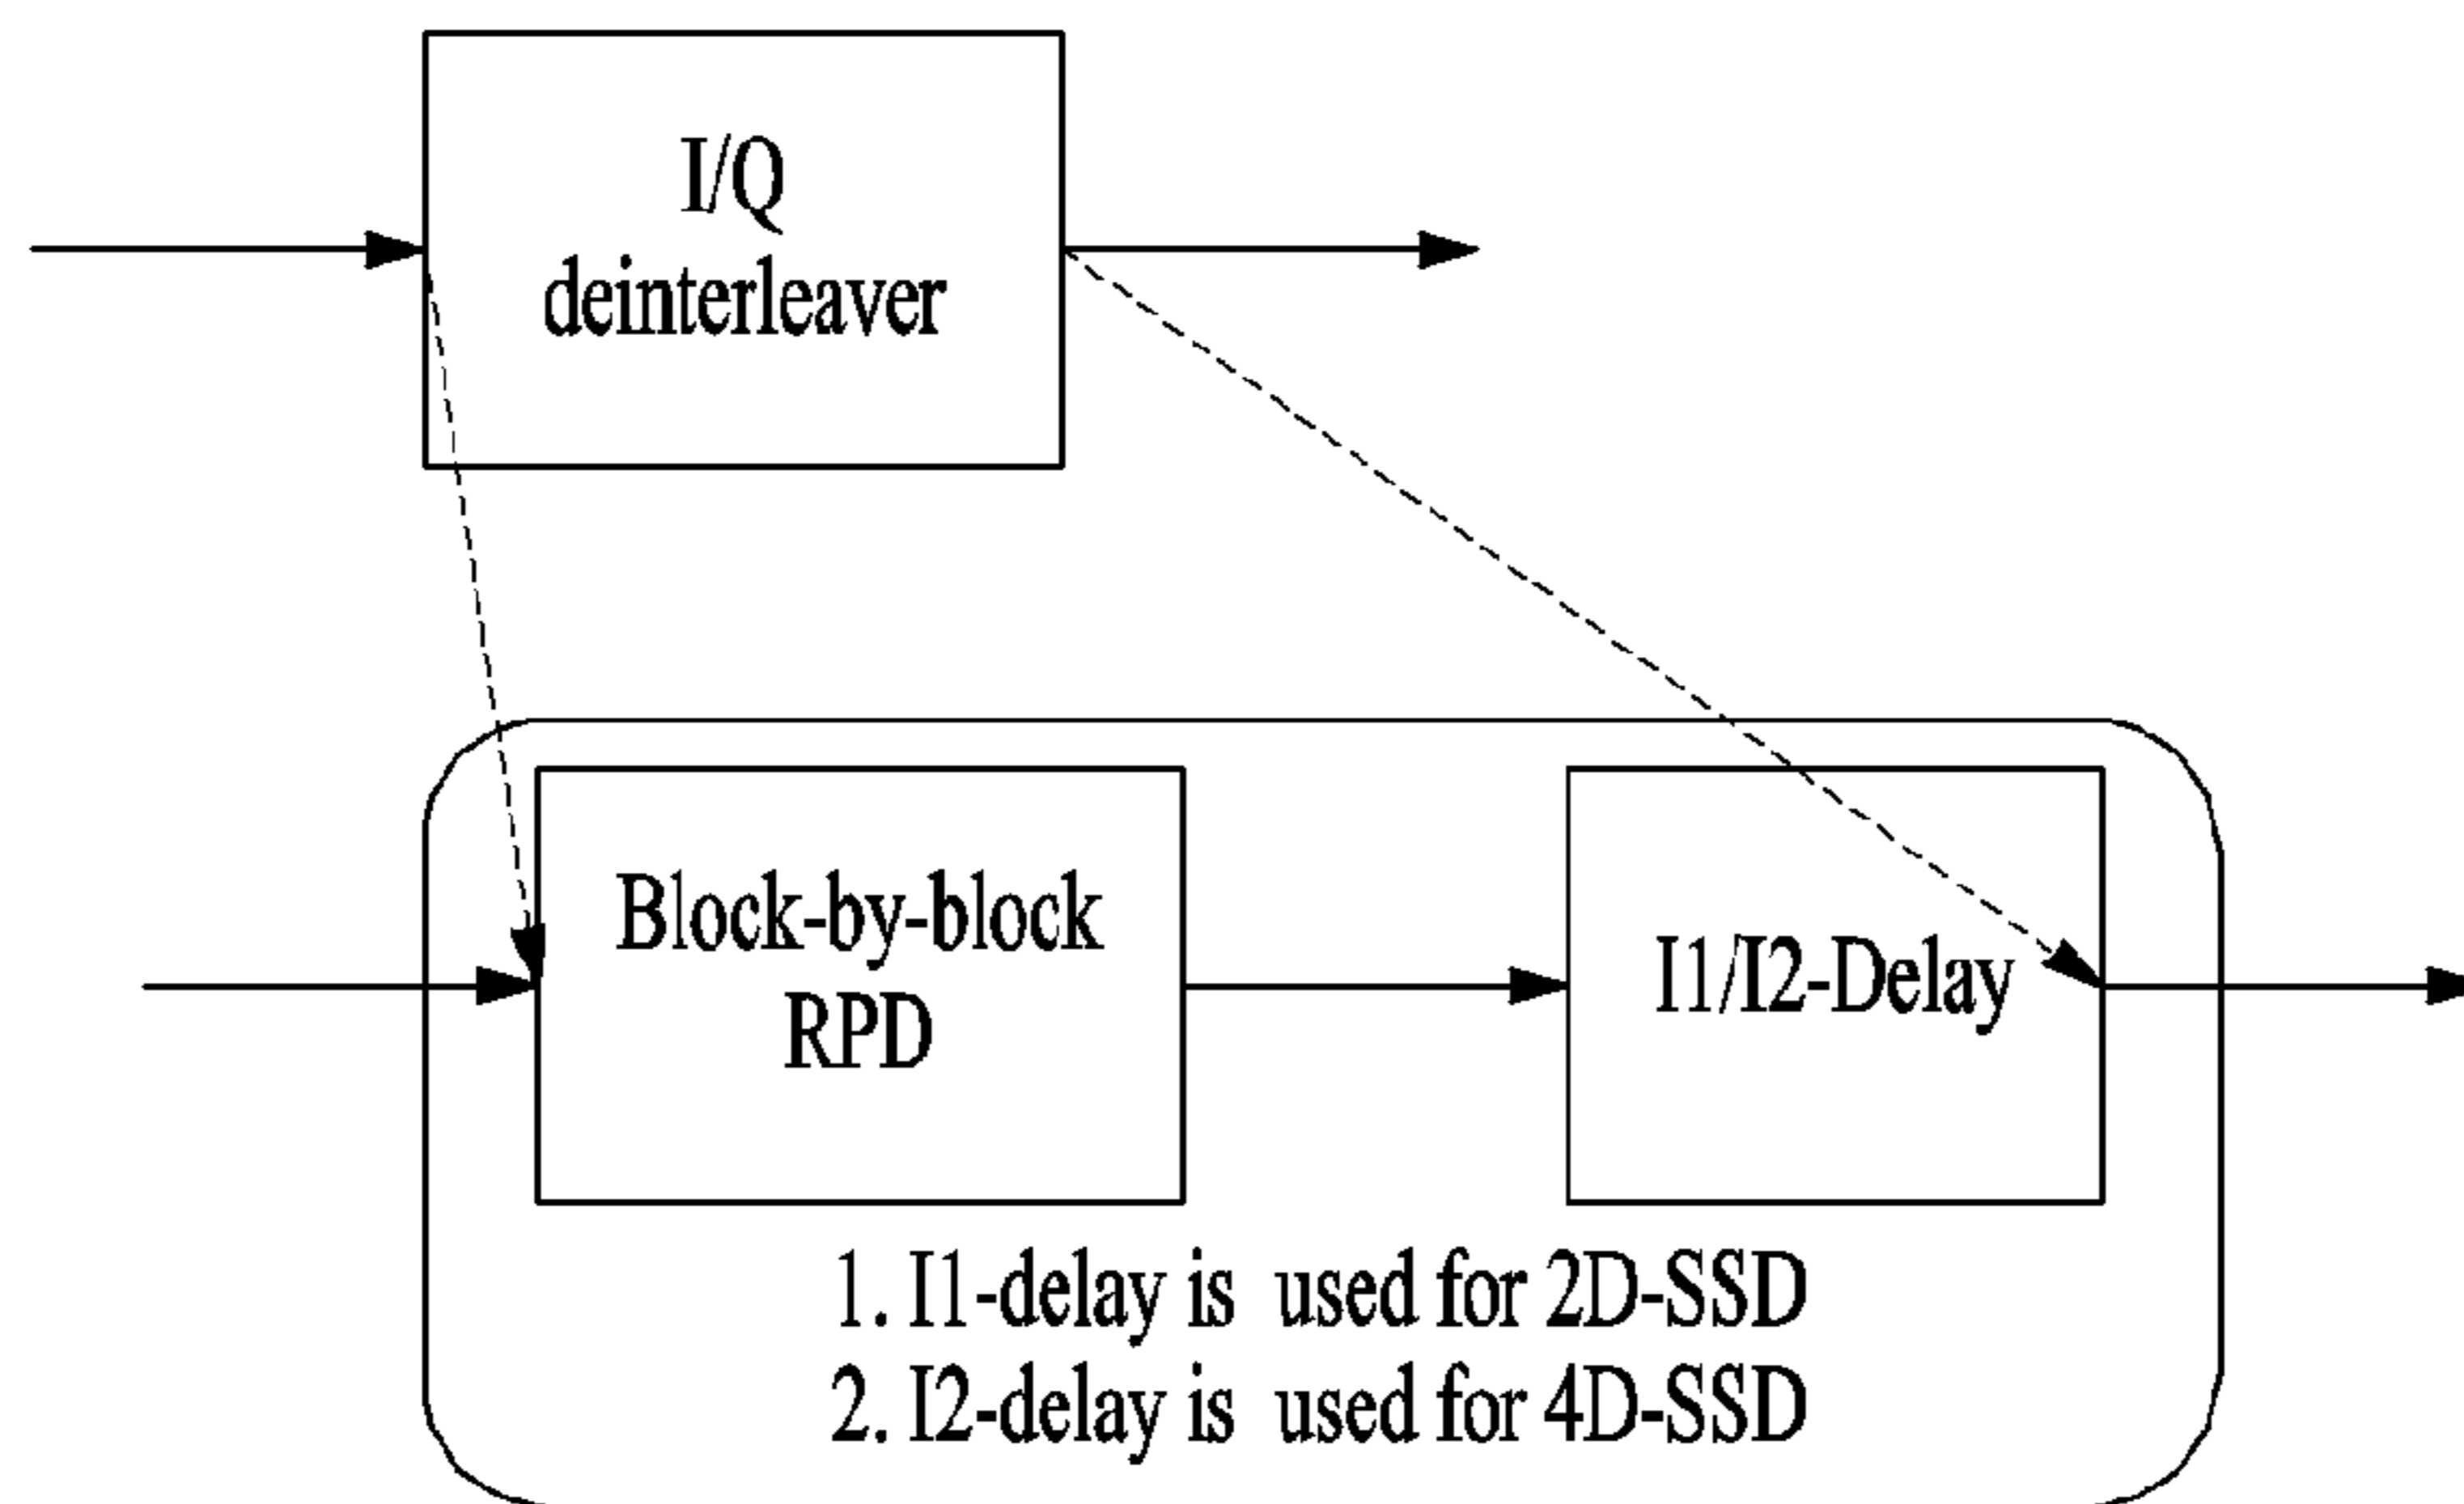 I/Q
deinterleaver
Block-by-block
RPD
I1/I2-Delay
1. I1-delay is used for 2D-SSD
2. I2-delay is used for 4D-SSD